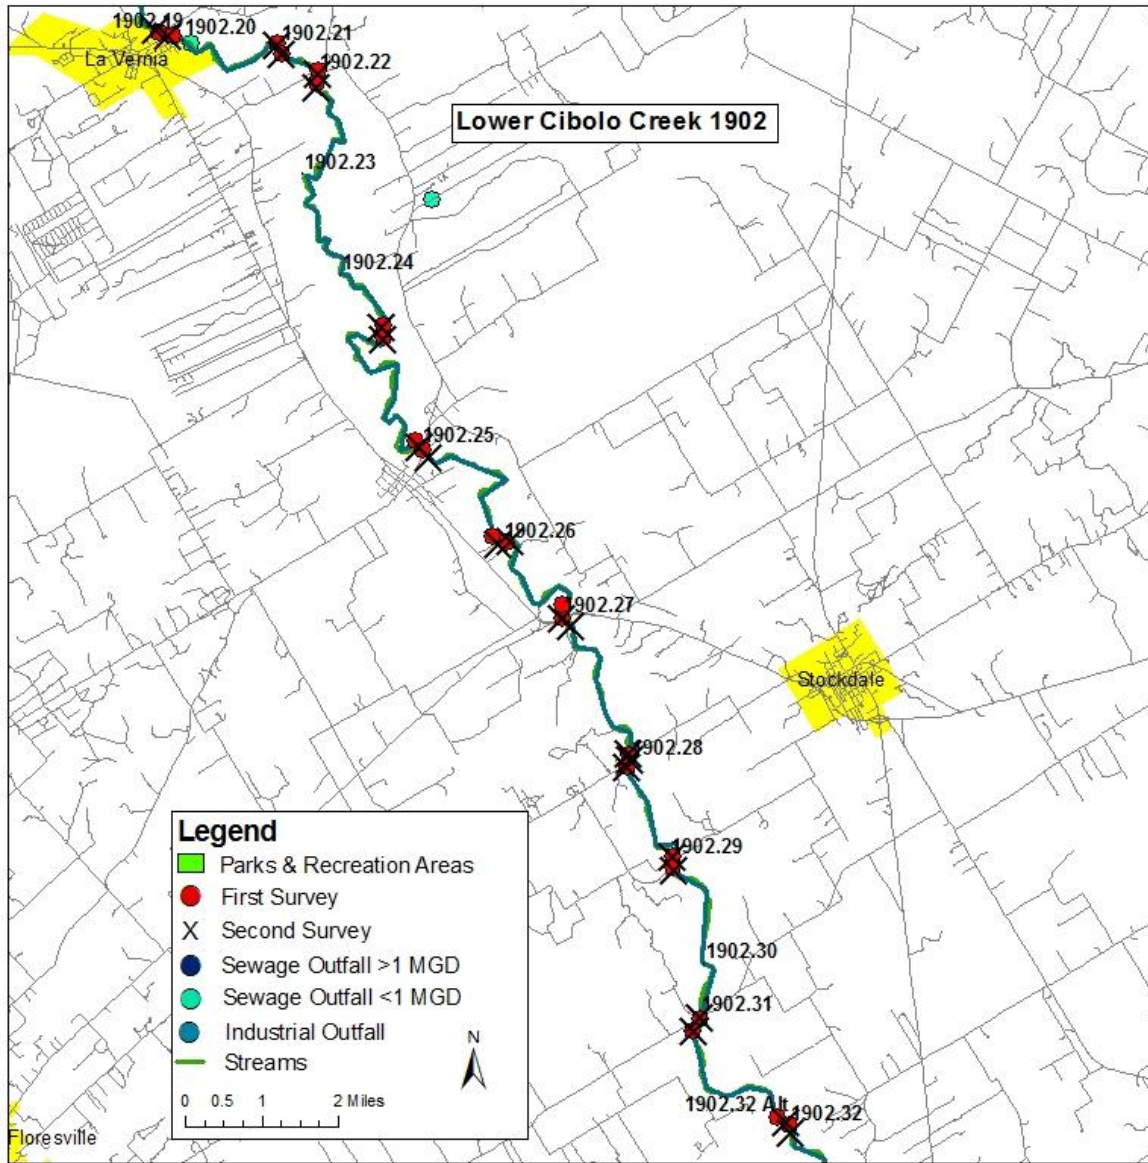 1902.19
1902.20
1902.21
La Vernia
1902.22
Lower Cibolo Creek 1902
1902.23
1902.24
1902.25
1902.26
1902.27
Stockdale
1902.28
Legend
Parks & Recreation Areas
First Survey
X Second Survey
Sewage Outfall >1 MGD
Sewage Outfall <1 MGD
Industrial Outfall
Streams
N
0 0.5 1 2 Miles
1902.29
1902.30
1902.31
1902.32 Alt
1902.32
Floresville